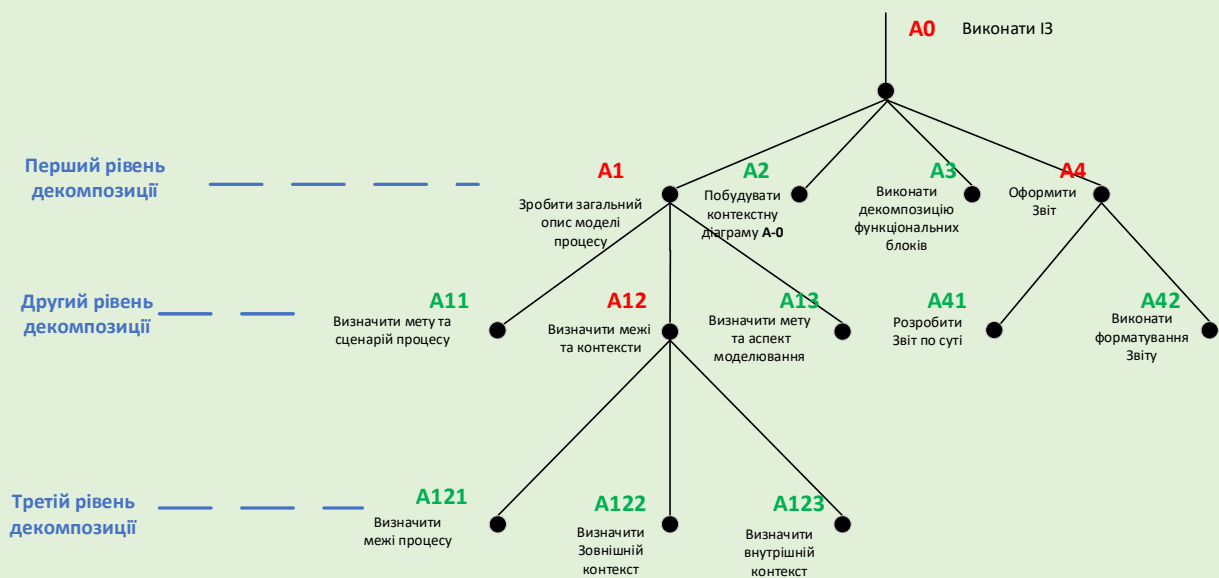 A0 Виконати ІЗ
Перший рівень
декомпозиції
A1
Зробити загальний
опис моделі
процесу
A2
Побудувати
контекстну
діаграму A-0
A3
Виконати
декомпозицію
функціональних
блоків
A4
Оформити
Звіт
Другий рівень
декомпозиції
A11
Визначити мету та
сценарій процесу
A12
Визначити межі
та контексти
A13
Визначити мету
та аспект
моделювання
A41
Розробити
Звіт по суті
A42
Виконати
форматування
Звіту
Третій рівень
декомпозиції
A121
Визначити
межі процесу
A122
Визначити
Зовнішній
контекст
A123
Визначити
внутрішній
контекст